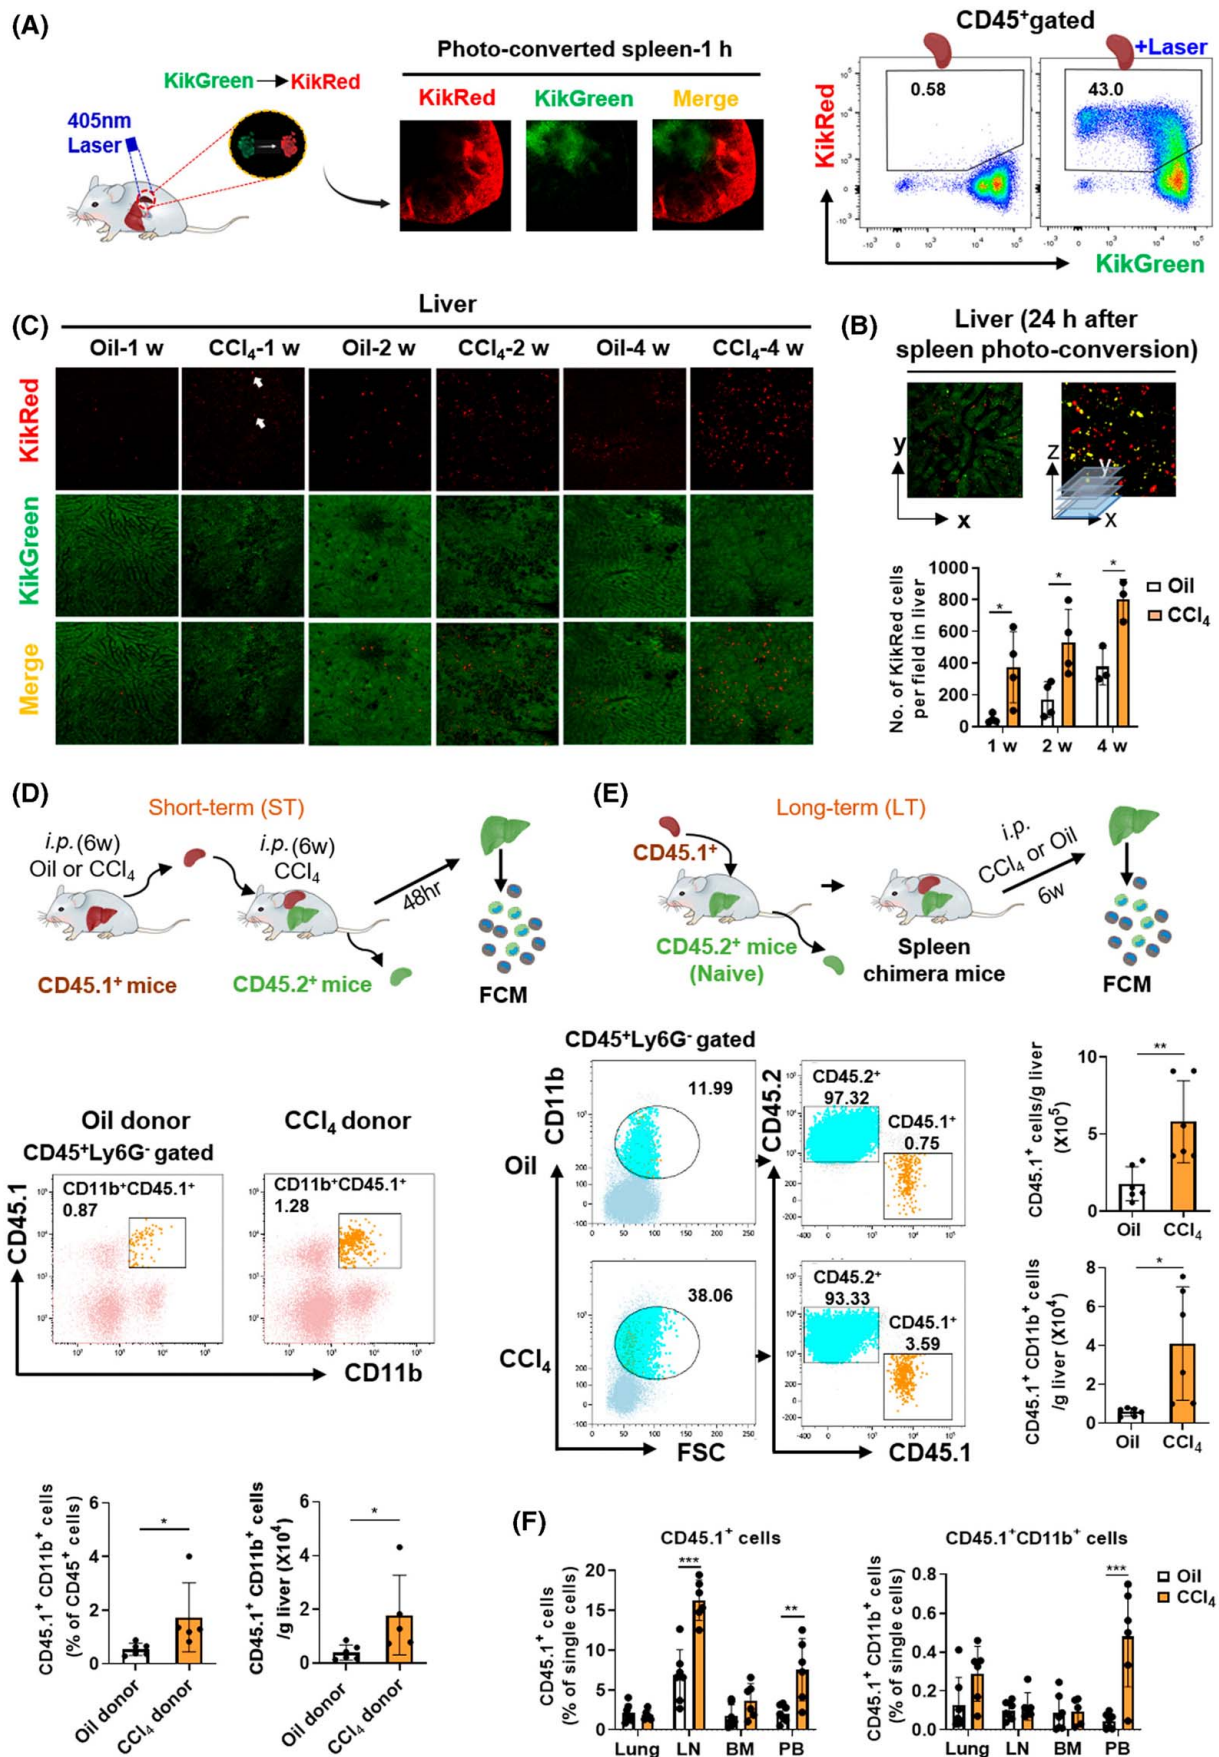 (A)
KikGreen → KikRed
405nm
Laser
Photo-converted spleen-1 h
KikRed KikGreen Merge
CD45⁺gated
+Laser
KikRed
0.58
43.0
KikGreen
(C)
Liver
Oil-1 w CCl₄-1 w Oil-2 w CCl₄-2 w Oil-4 w CCl₄-4 w
KikRed
KikGreen
Merge
(B)
Liver (24 h after
spleen photo-conversion)
y
x
z
y
x
No. of KikRed cells
per field in liver
1000
800
600
400
200
0
* * *
Oil
CCl₄
1 w 2 w 4 w
(D)
Short-term (ST)
i.p. (6w)
Oil or CCl₄
i.p. (6w)
CCl₄
48hr
CD45.1⁺ mice
CD45.2⁺ mice
FCM
Oil donor CCl₄ donor
CD45⁺Ly6G⁻ gated
CD11b⁺CD45.1⁺
0.87
CD11b⁺CD45.1⁺
1.28
CD45.1
CD11b
CD45.1⁺ CD11b⁺ cells
(% of CD45⁺ cells)
6
4
2
0
*
Oil donor
CCl₄ donor
CD45.1⁺ CD11b⁺ cells
/g liver (X10⁴)
6
4
2
0
*
Oil donor
CCl₄ donor
(E)
Long-term (LT)
CD45.1⁺
CD45.2⁺ mice
(Naive)
Spleen
chimera mice
i.p.
CCl₄ or Oil
6w
FCM
CD45⁺Ly6G⁻ gated
CD11b
Oil
11.99
CD45.2
CD45.2⁺
97.32
CD45.1⁺
0.75
CCl₄
38.06
CD45.2⁺
93.33
CD45.1⁺
3.59
FSC
CD45.1
CD45.1⁺ cells/g liver
(X10⁵)
10
5
0
**
Oil CCl₄
CD45.1⁺ CD11b⁺ cells
/g liver (X10⁴)
8
6
4
2
0
*
Oil CCl₄
(F)
CD45.1⁺ cells
CD45.1⁺ cells
(% of single cells)
20
15
10
5
0
*** **
Lung LN BM PB
CD45.1⁺CD11b⁺ cells
CD45.1⁺ CD11b⁺ cells
(% of single cells)
0.8
0.6
0.4
0.2
0.0
***
Oil
CCl₄
Lung LN BM PB